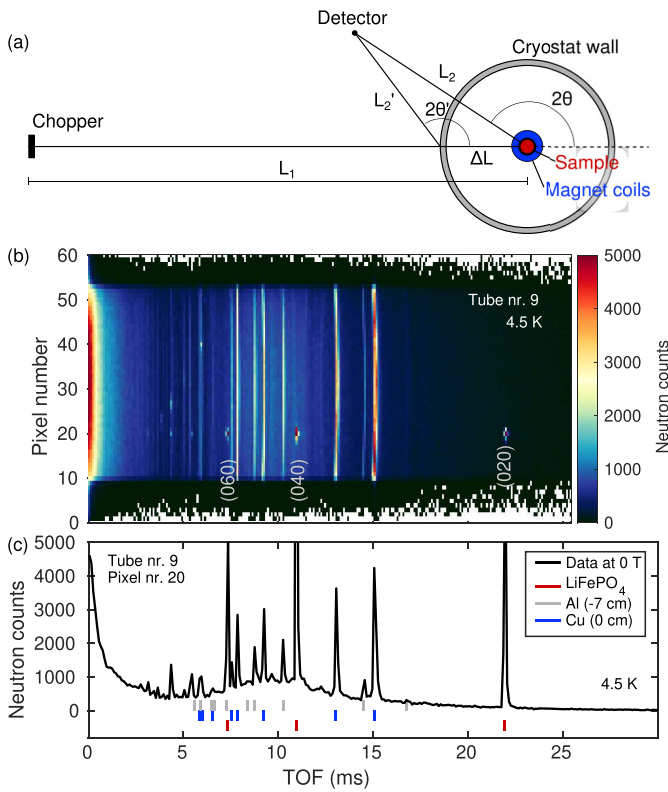 (a)
Detector
Cryostat wall
L2
2θ
L2'
2θ'
Chopper
ΔL
Sample
L1
Magnet coils
(b)
60
50
40
30
20
10
0
Pixel number
Tube nr. 9
4.5 K
(060)
(040)
(020)
5000
4000
3000
2000
1000
0
Neutron counts
(c)
5000
4000
3000
2000
1000
0
Neutron counts
Tube nr. 9
Pixel nr. 20
Data at 0 T
LiFePO4
Al (-7 cm)
Cu (0 cm)
4.5 K
0 5 10 15 20 25
TOF (ms)